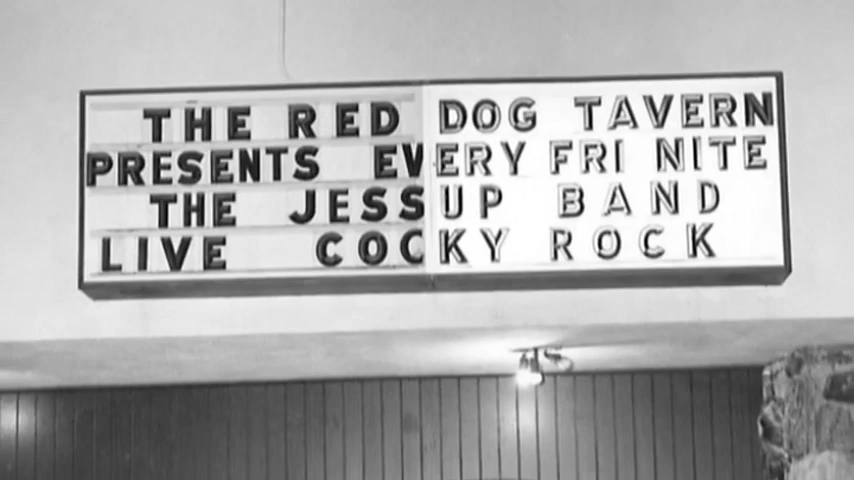 THE RED DOG TAVERN
PRESENTS EVERY FRI NITE
THE JESSUP BAND
LIVE COCKY ROCK